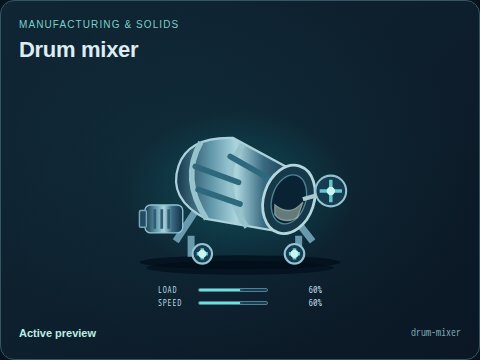 MANUFACTURING & SOLIDS
Drum mixer
LOAD 60%
SPEED 60%
Active preview
drum-mixer